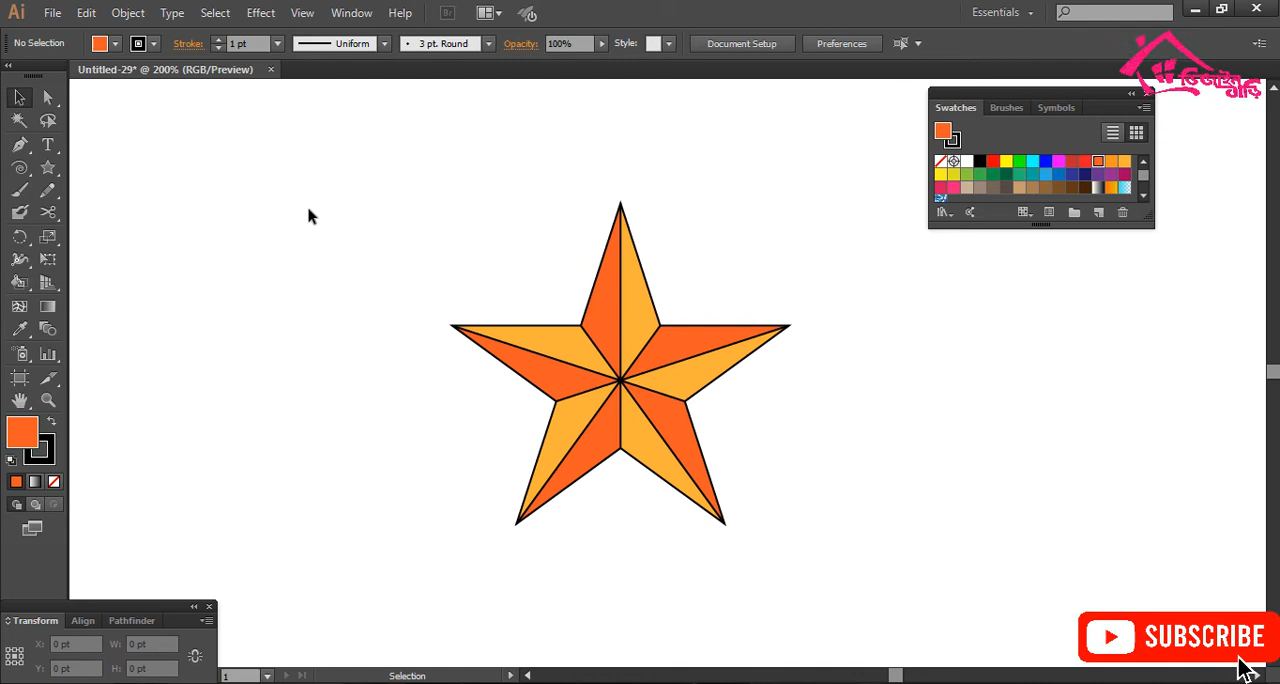 Ai File Edit Object Type Select Effect View Window Help Br Essentials
No Selection Stroke: 1 pt Uniform 3 pt. Round Opacity: 100% Style: Document Setup Preferences
Untitled-29* @ 200% (RGB/Preview) ×
ডিজাইন বাড়ি
Swatches Brushes Symbols
Transform Align Pathfinder
X: 0 pt W: 0 pt
Y: 0 pt H: 0 pt
SUBSCRIBE
1 Selection